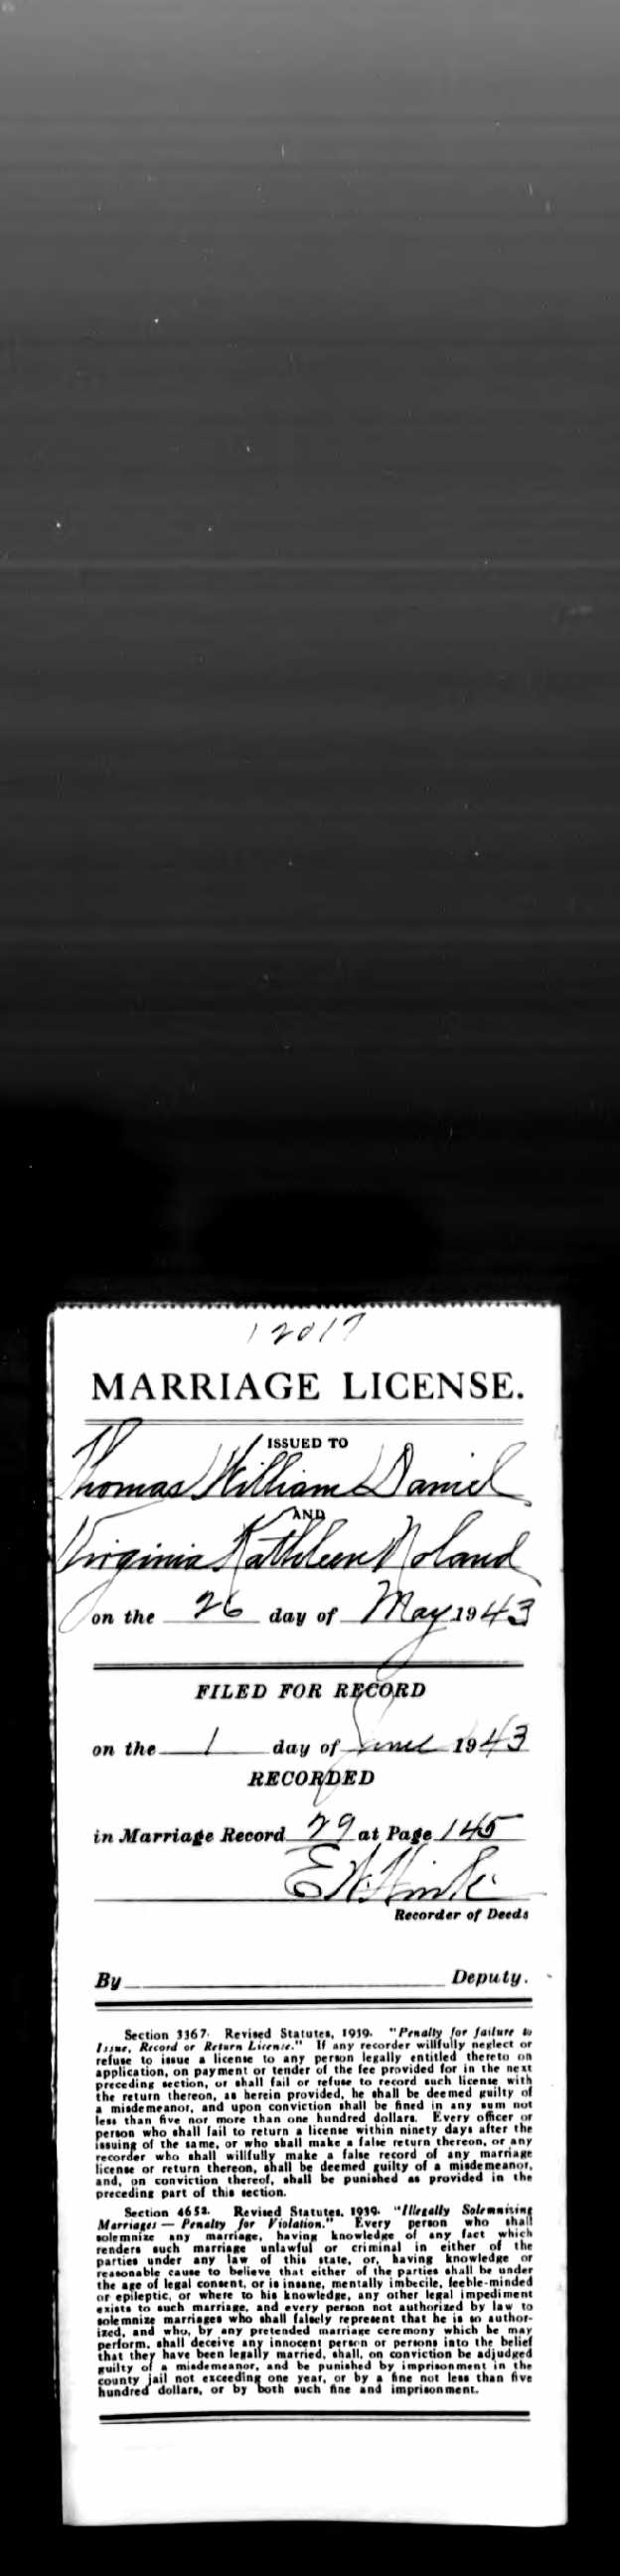 12017
MARRIAGE LICENSE.
ISSUED TO
Thomas William Daniel
AND
Virginia Kathleen Noland
on the 26 day of May 1943
FILED FOR RECORD
on the 1 day of June 1943
RECORDED
in Marriage Record 29 at Page 145
Recorder of Deeds
By Deputy.
Section 3367. Revised Statutes, 1939. "Penalty for failure to
Issue, Record or Return License." If any recorder willfully neglect or
refuse to issue a license to any person legally entitled thereto on
application, on payment or tender of the fee provided for in the next
preceding section, or shall fail or refuse to record such license with
the return thereon, as herein provided, he shall be deemed guilty of
a misdemeanor, and upon conviction shall be fined in any sum not
less than five nor more than one hundred dollars. Every officer or
person who shall fail to return a license within ninety days after the
issuing of the same, or who shall make a false return thereon, or any
recorder who shall willfully make a false record of any marriage
license or return thereon, shall be deemed guilty of a misdemeanor,
and, on conviction thereof, shall be punished as provided in the
preceding part of this section.
Section 4652. Revised Statutes, 1939. "Illegally Solemnizing
Marriages — Penalty for Violation." Every person who shall
solemnize any marriage, having knowledge of any fact which
renders such marriage unlawful or criminal in either of the
parties under any law of this state, or, having knowledge or
reasonable cause to believe that either of the parties shall be under
the age of legal consent, or is insane, mentally imbecile, feeble-minded
or epileptic, or where to his knowledge, any other legal impediment
exists to such marriage, and every person not authorized by law to
solemnize marriages who shall falsely represent that he is so author-
ized, and who, by any pretended marriage ceremony which he may
perform, shall deceive any innocent person or persons into the belief
that they have been legally married, shall, on conviction be adjudged
guilty of a misdemeanor, and be punished by imprisonment in the
county jail not exceeding one year, or by a fine not less than five
hundred dollars, or by both such fine and imprisonment.